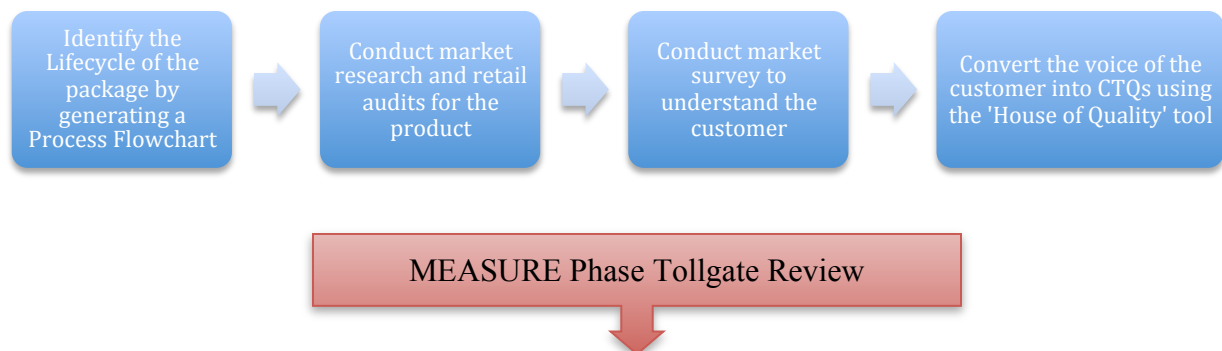 Identify the
Lifecycle of the
package by
generating a
Process Flowchart
Conduct market
research and retail
audits for the
product
Conduct market
survey to
understand the
customer
Convert the voice of the
customer into CTQs using
the 'House of Quality' tool
MEASURE Phase Tollgate Review